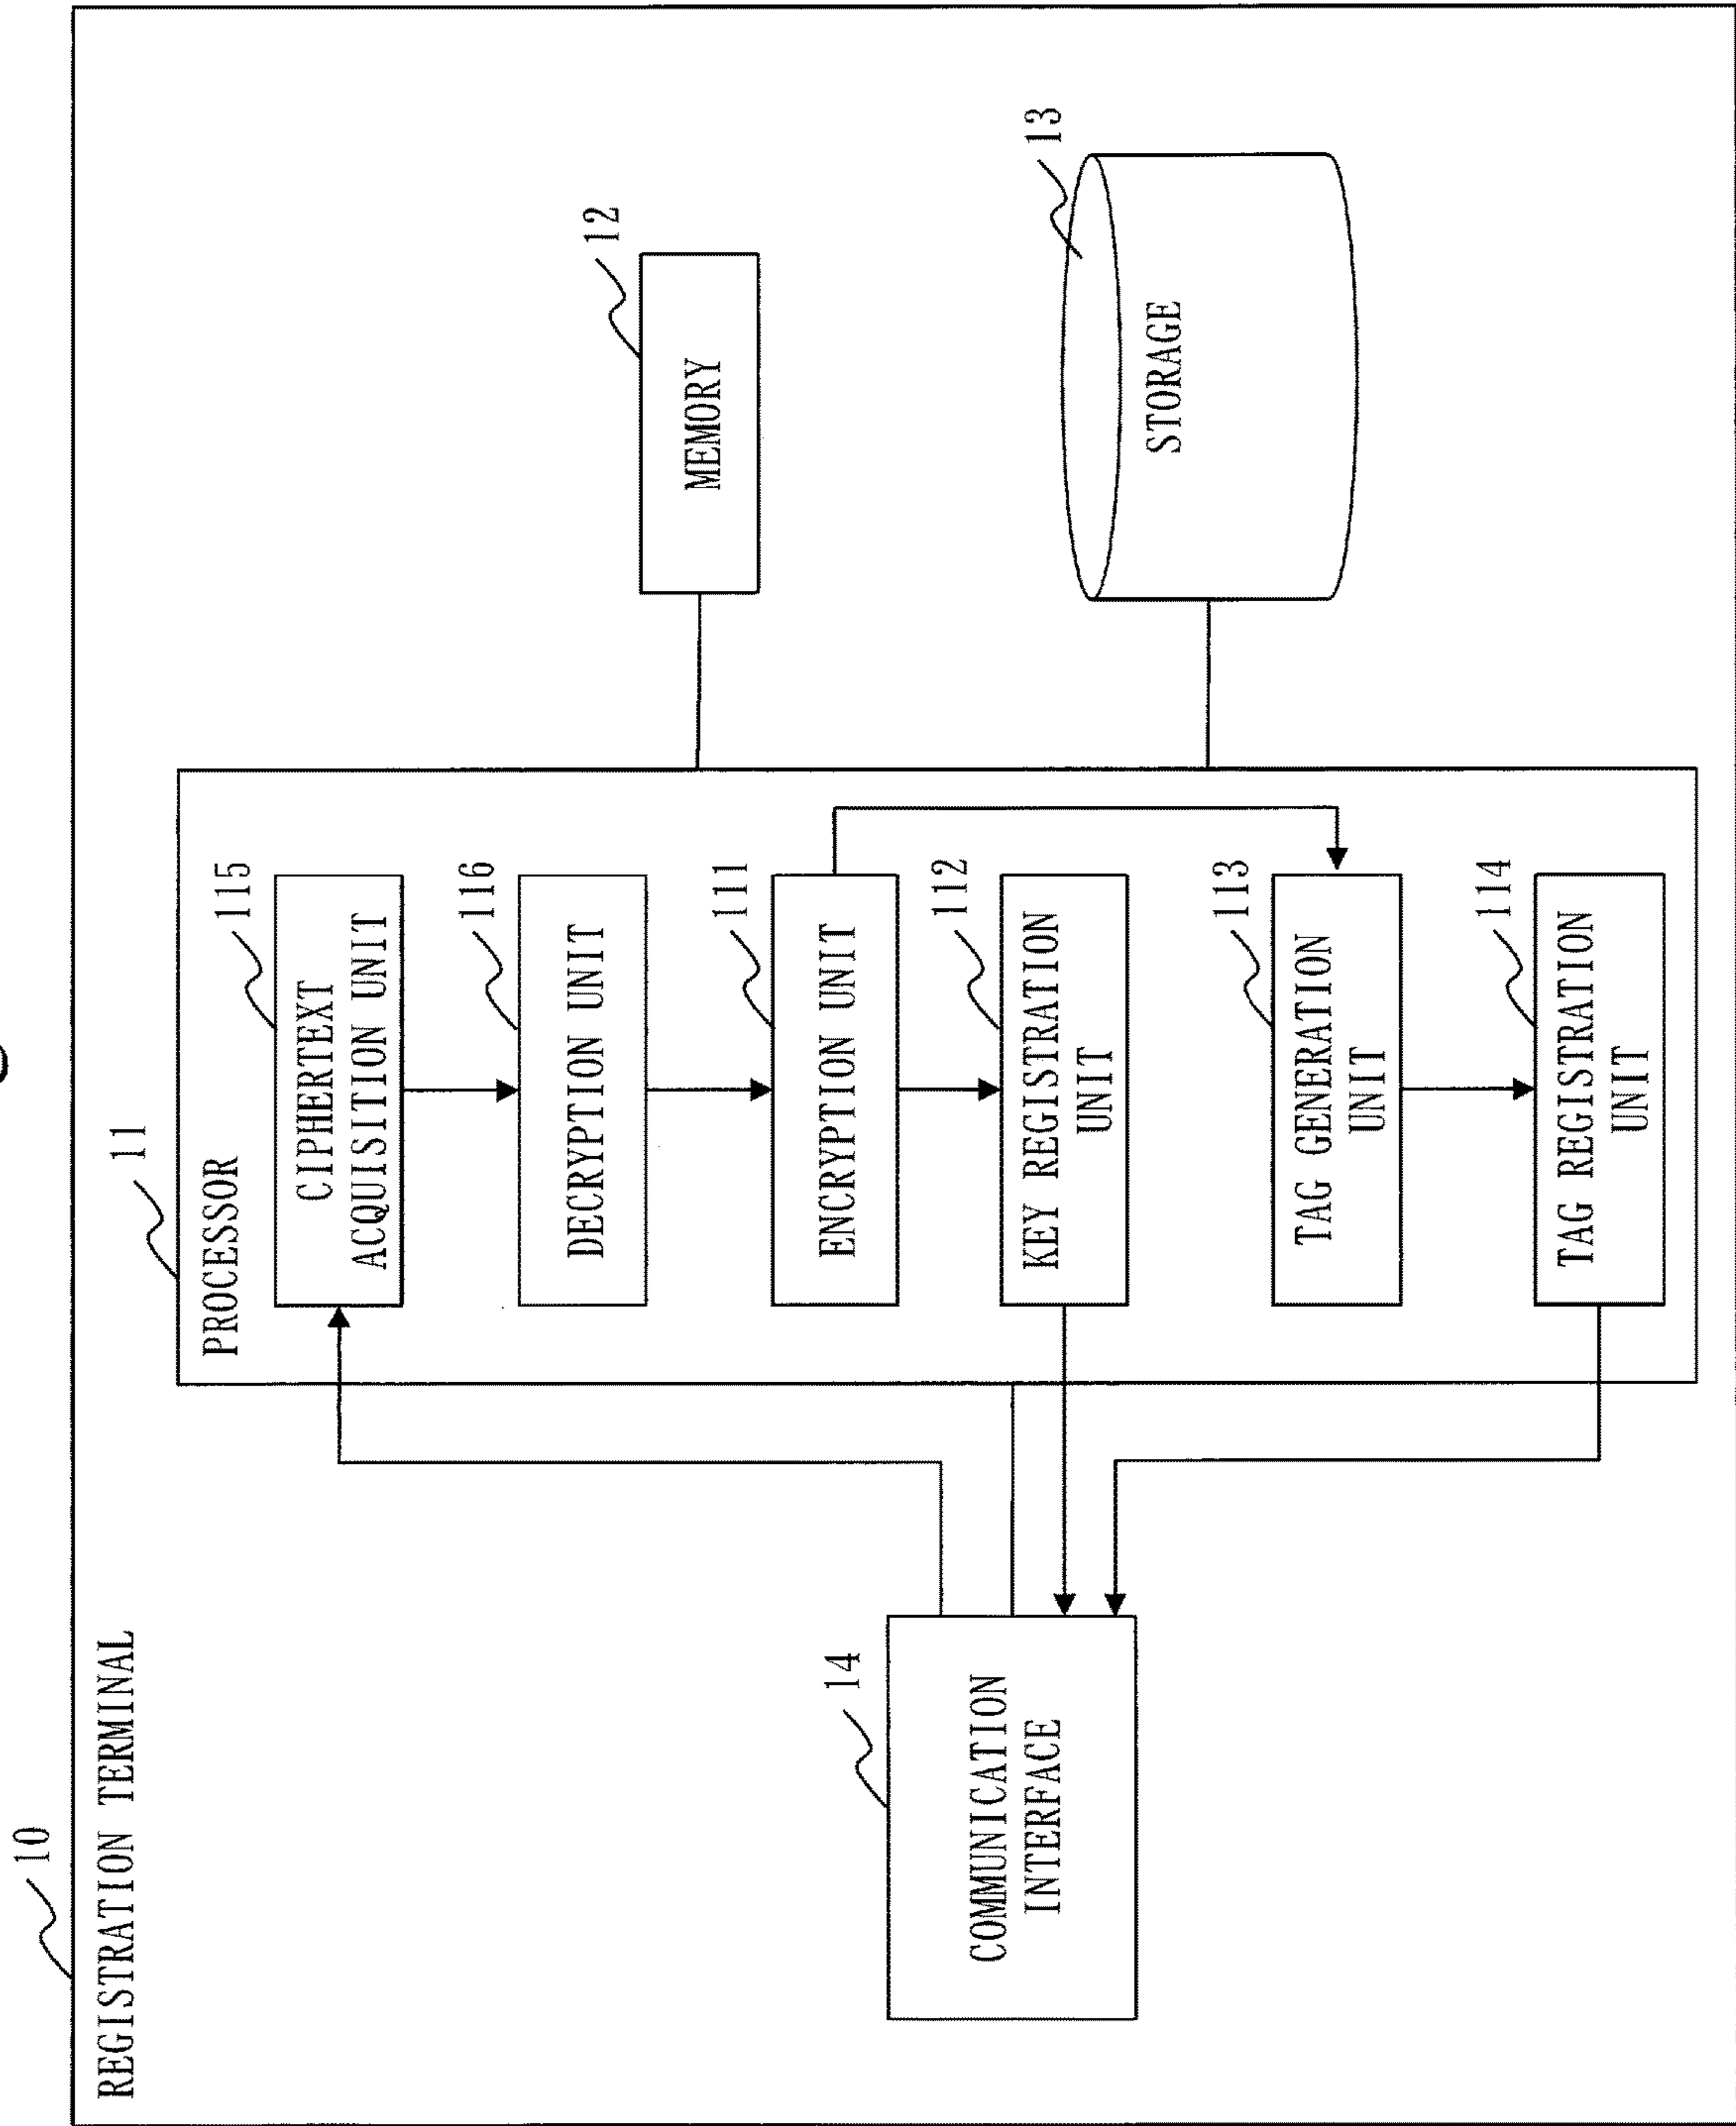 10
REGISTRATION TERMINAL
11
PROCESSOR
115
CIPHERTEXT
ACQUISITION UNIT
116
DECRYPTION UNIT
111
ENCRYPTION UNIT
112
KEY REGISTRATION
UNIT
113
TAG GENERATION
UNIT
114
TAG REGISTRATION
UNIT
14
COMMUNICATION
INTERFACE
12
MEMORY
13
STORAGE